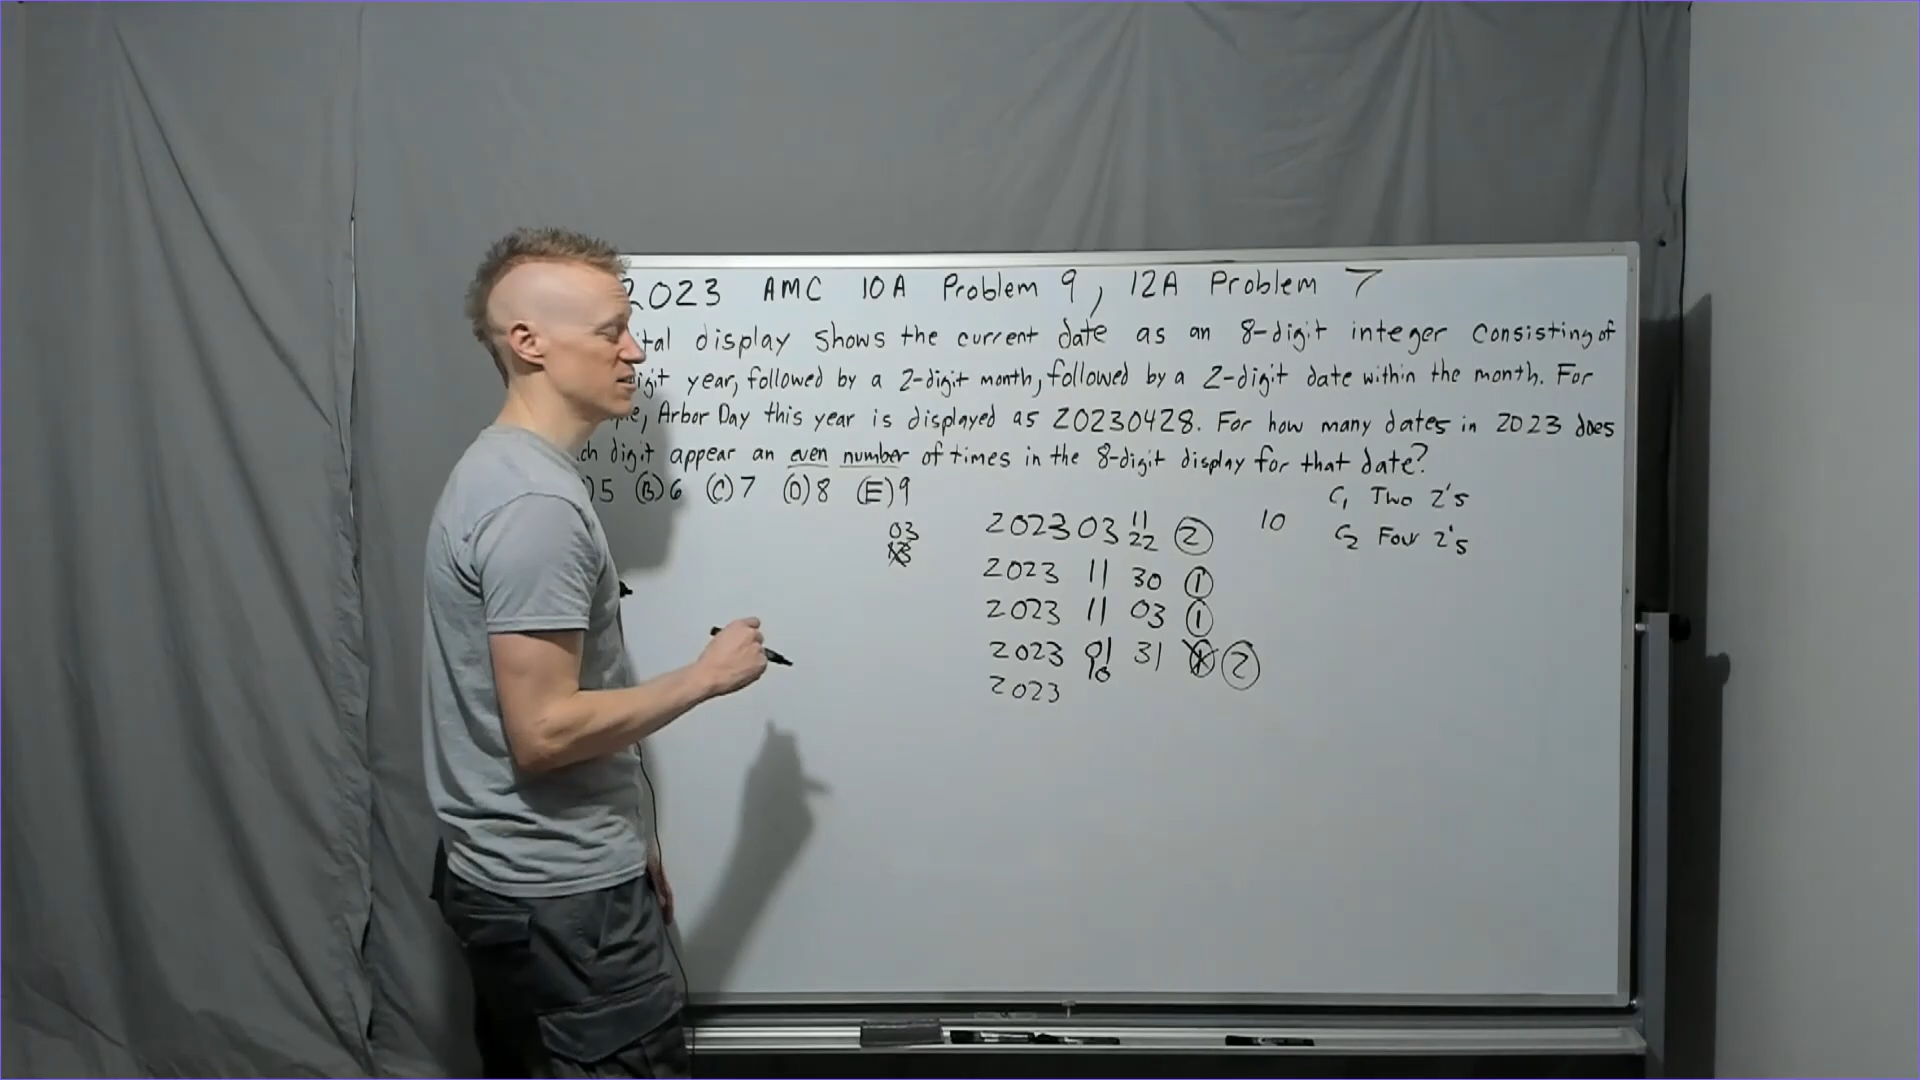 2023 AMC 10A Problem 9, 12A Problem 7
display shows the current date as an 8-digit integer consisting of
year, followed by a 2-digit month, followed by a 2-digit date within the month. For
Arbor Day this year is displayed as 20230428. For how many dates in 2023 does
digit appear an even number of times in the 8-digit display for that date?
5 (B) 6 (C) 7 (D) 8 (E) 9
C1 Two 2's
C2 Four 2's
10
03
13
2023 03 11 22 2
2023 11 30 1
2023 11 03 1
2023 01 10 31 2
2023